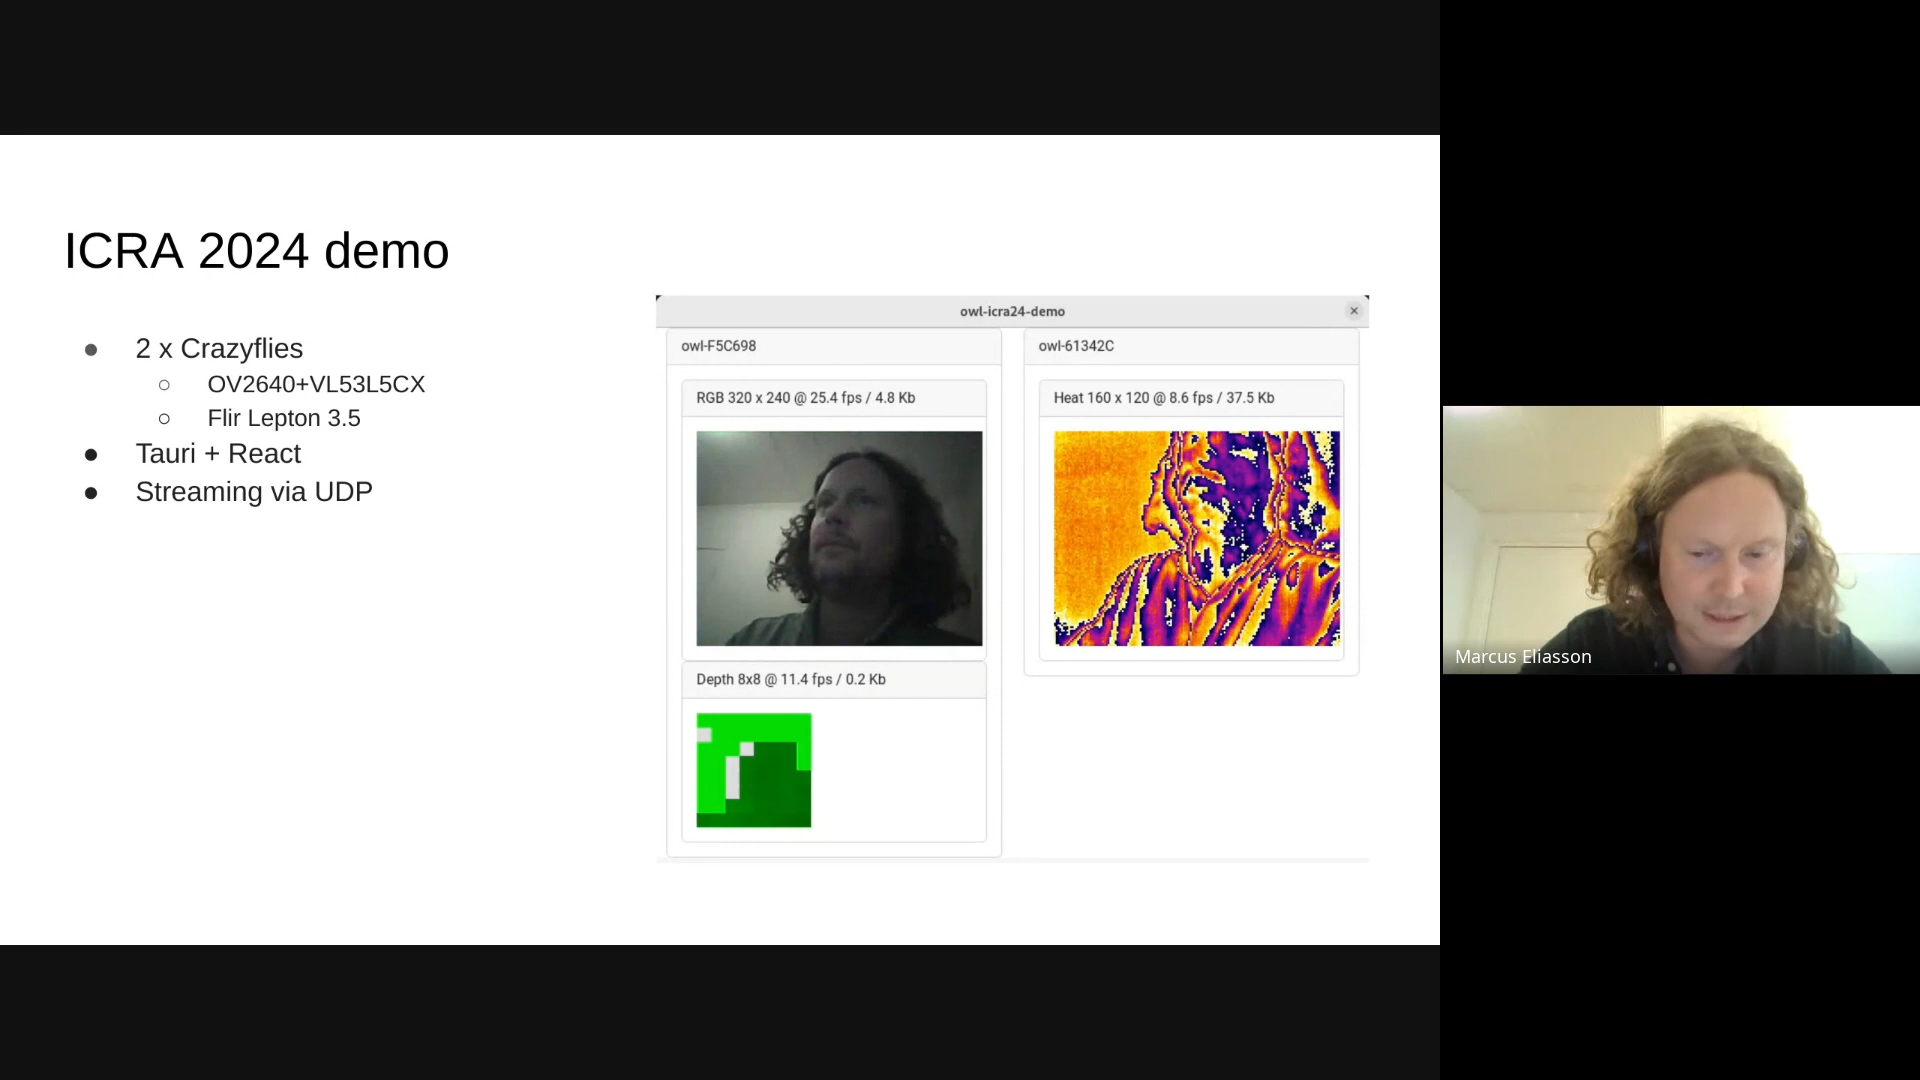 ICRA 2024 demo
● 2 x Crazyflies
○ OV2640+VL53L5CX
○ Flir Lepton 3.5
● Tauri + React
● Streaming via UDP
owl-icra24-demo
owl-F5C698
RGB 320 x 240 @ 25.4 fps / 4.8 Kb
Depth 8x8 @ 11.4 fps / 0.2 Kb
owl-61342C
Heat 160 x 120 @ 8.6 fps / 37.5 Kb
Marcus Eliasson